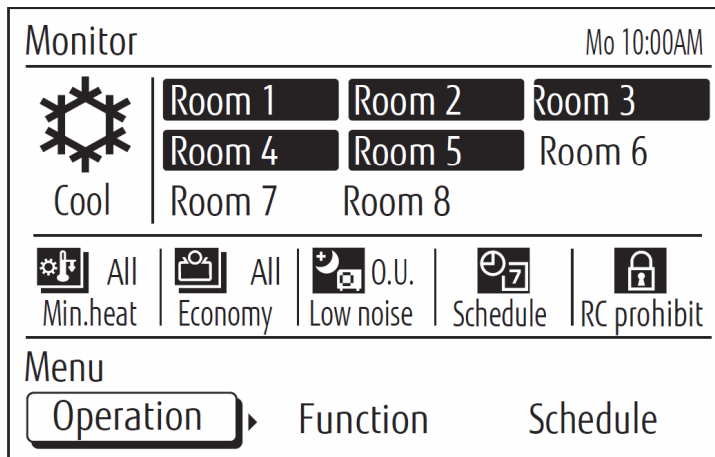 Monitor Mo 10:00AM
Room 1 Room 2 Room 3
Room 4 Room 5 Room 6
Cool Room 7 Room 8
All All O.U. 7
Min.heat Economy Low noise Schedule RC prohibit
Menu
Operation Function Schedule